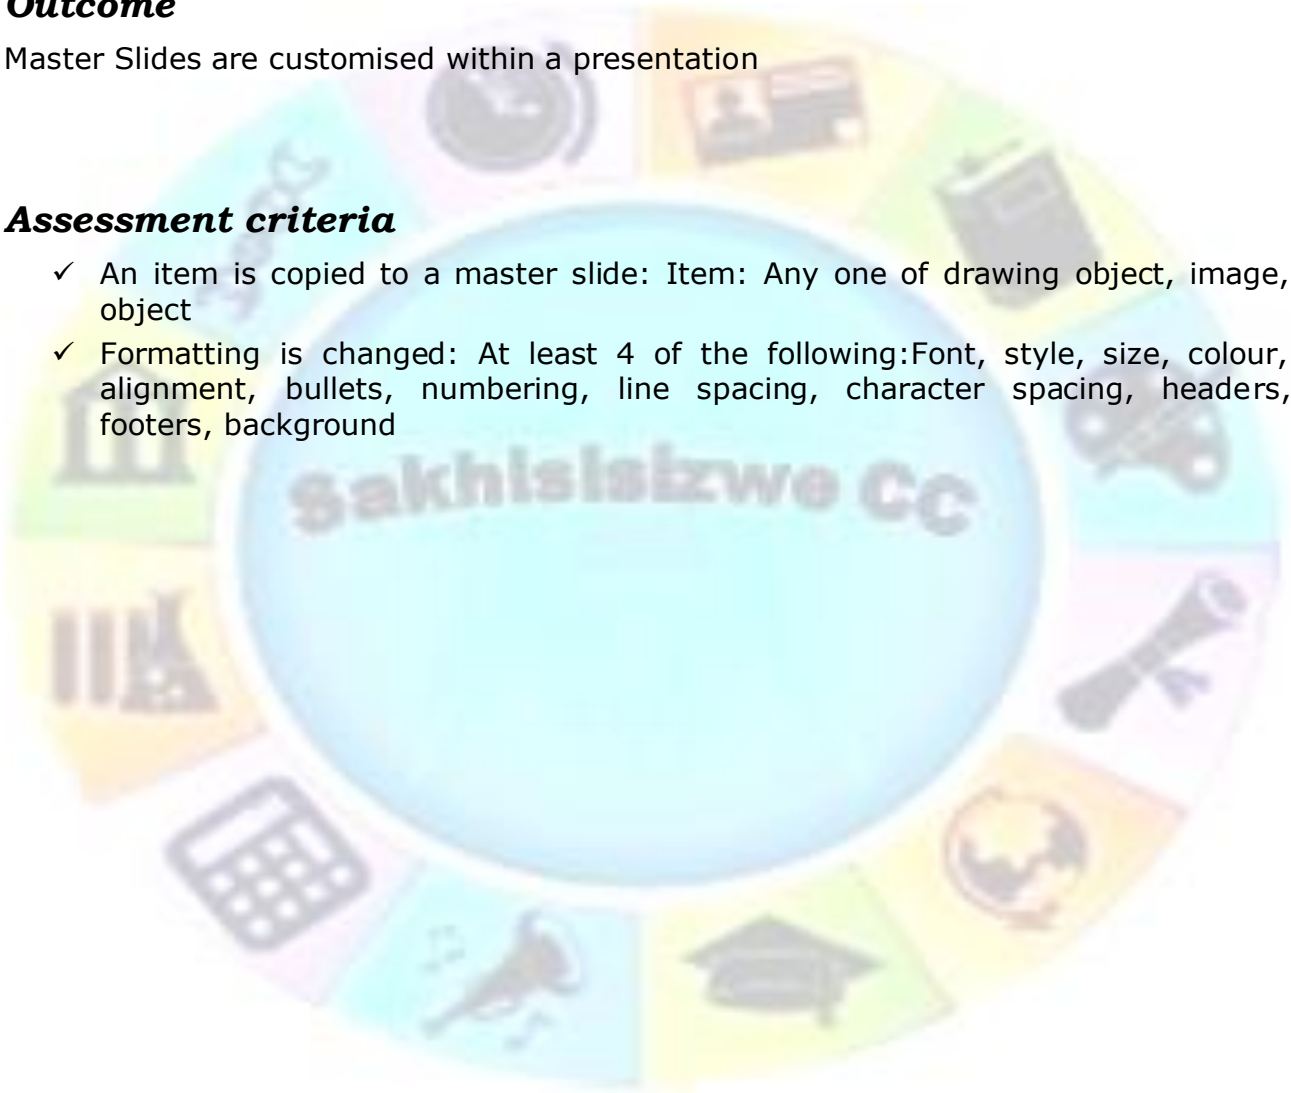 Outcome
Master Slides are customised within a presentation
Assessment criteria
✓ An item is copied to a master slide: Item: Any one of drawing object, image,
object
✓ Formatting is changed: At least 4 of the following:Font, style, size, colour,
alignment, bullets, numbering, line spacing, character spacing, headers,
footers, background
Sakhisisizwe Cc